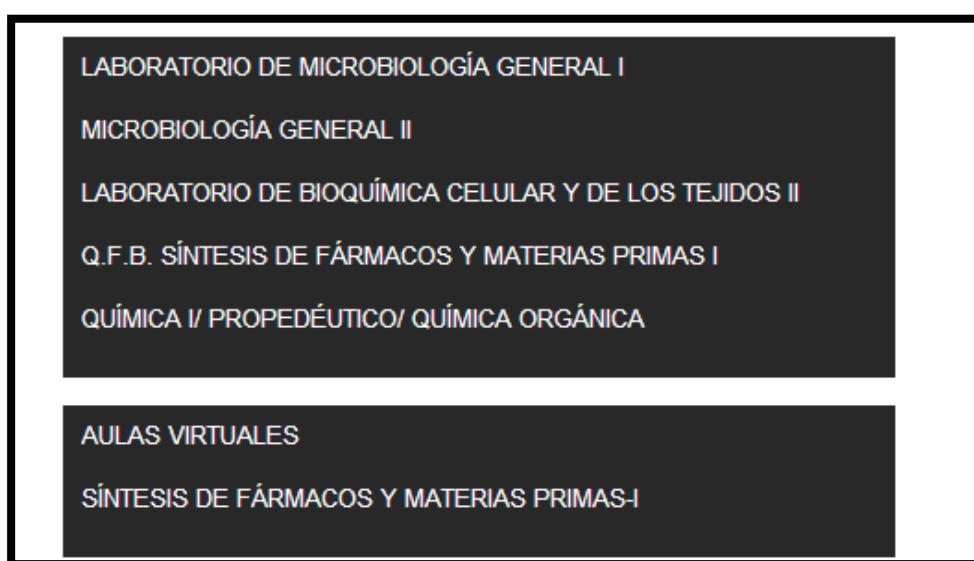 LABORATORIO DE MICROBIOLOGÍA GENERAL I
MICROBIOLOGÍA GENERAL II
LABORATORIO DE BIOQUÍMICA CELULAR Y DE LOS TEJIDOS II
Q.F.B. SÍNTESIS DE FÁRMACOS Y MATERIAS PRIMAS I
QUÍMICA I/ PROPEDÉUTICO/ QUÍMICA ORGÁNICA
AULAS VIRTUALES
SÍNTESIS DE FÁRMACOS Y MATERIAS PRIMAS-I